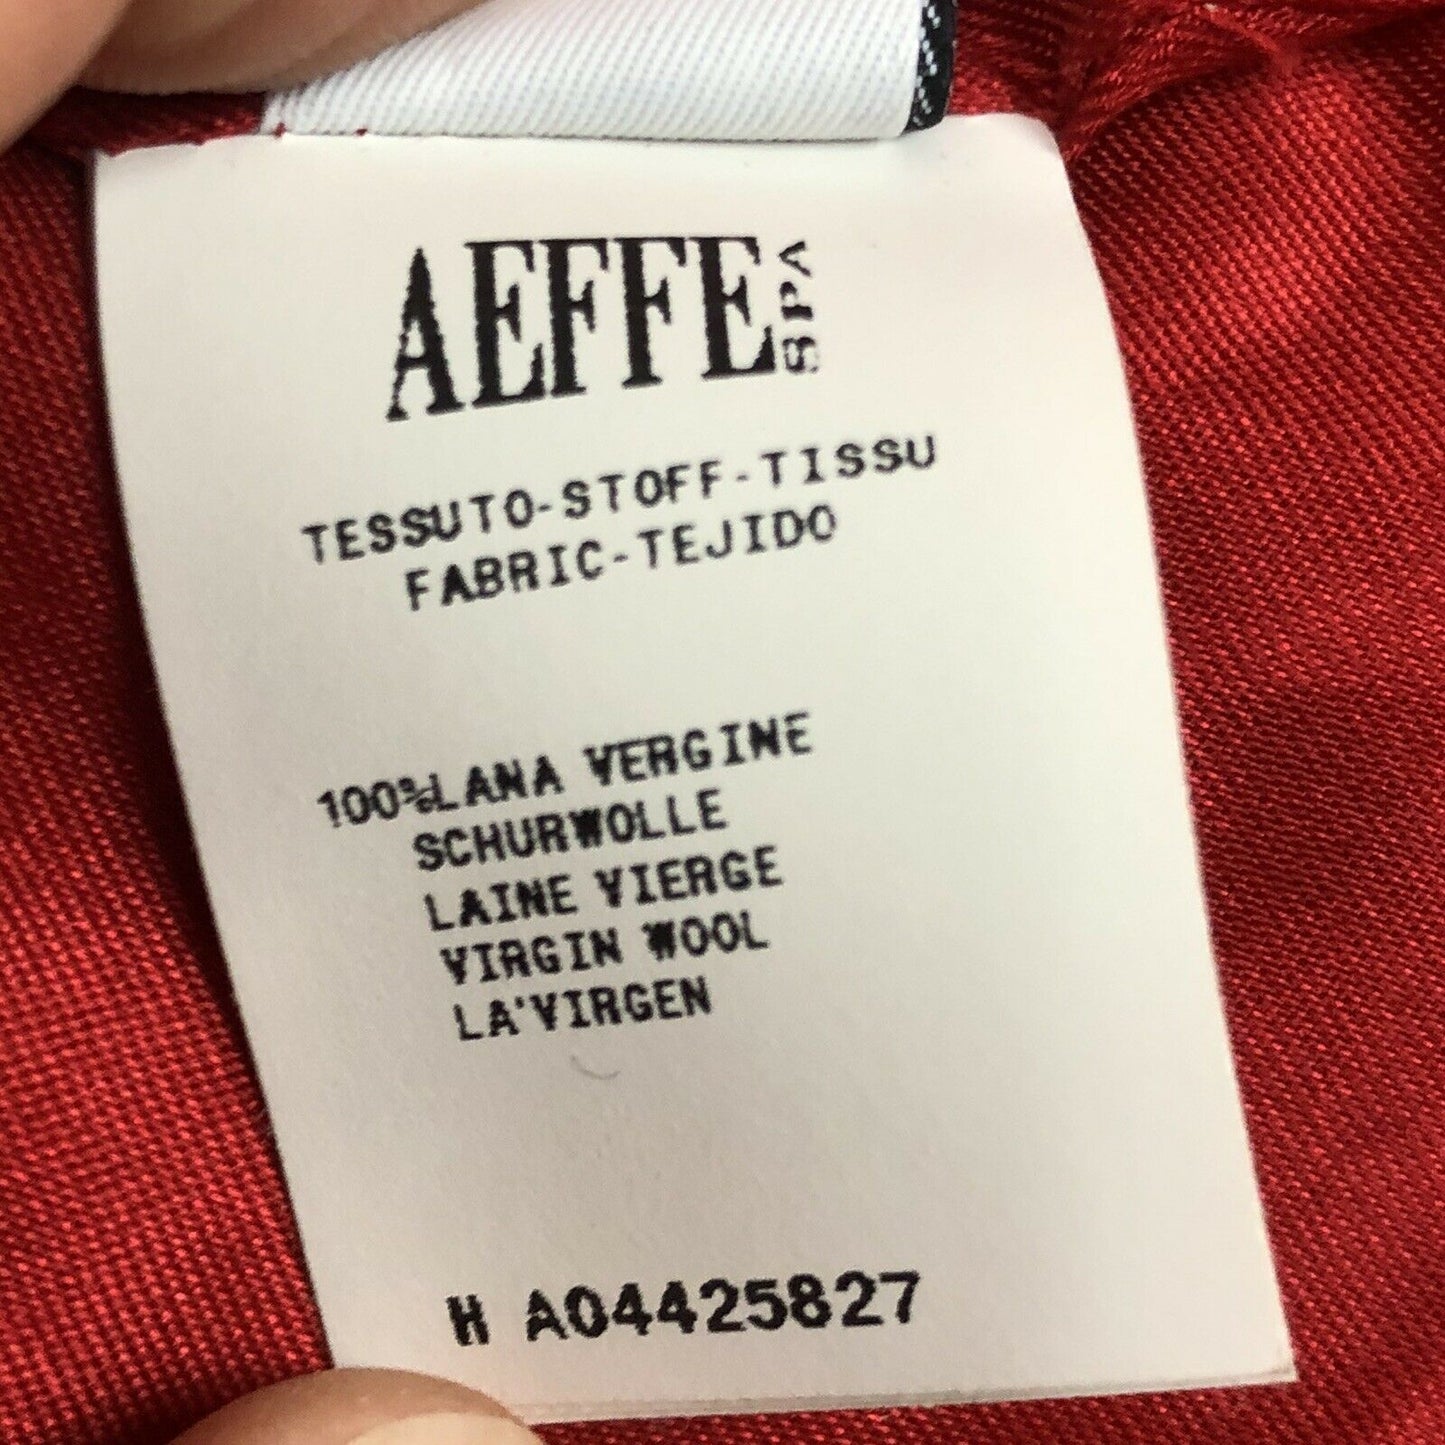 AEFFE SPA
TESSUTO-STOFF-TISSU
FABRIC-TEJIDO
100%LANA VERGINE
SCHURWOLLE
LAINE VIERGE
VIRGIN WOOL
LA'VIRGEN
H A04425827